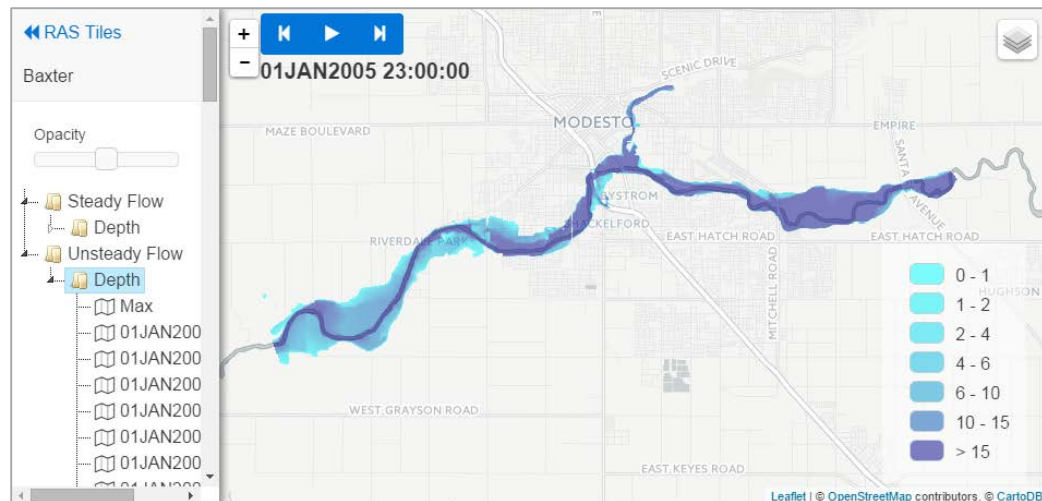 RAS Tiles
Baxter
Opacity
Steady Flow
Depth
Unsteady Flow
Depth
Max
01JAN200
01JAN200
01JAN200
01JAN200
01JAN200
01JAN200
+
−
01JAN2005 23:00:00
SCENIC DRIVE
MODESTO
MAZE BOULEVARD
EMPIRE
SANTA
AVENUE
BYSTROM
SHACKELFORD
RIVERDALE PARK
EAST HATCH ROAD
EAST HATCH ROAD
MITCHELL ROAD
HUGHSON
WEST GRAYSON ROAD
EAST KEYES ROAD
0 - 1
1 - 2
2 - 4
4 - 6
6 - 10
10 - 15
> 15
Leaflet | © OpenStreetMap contributors, © CartoDB